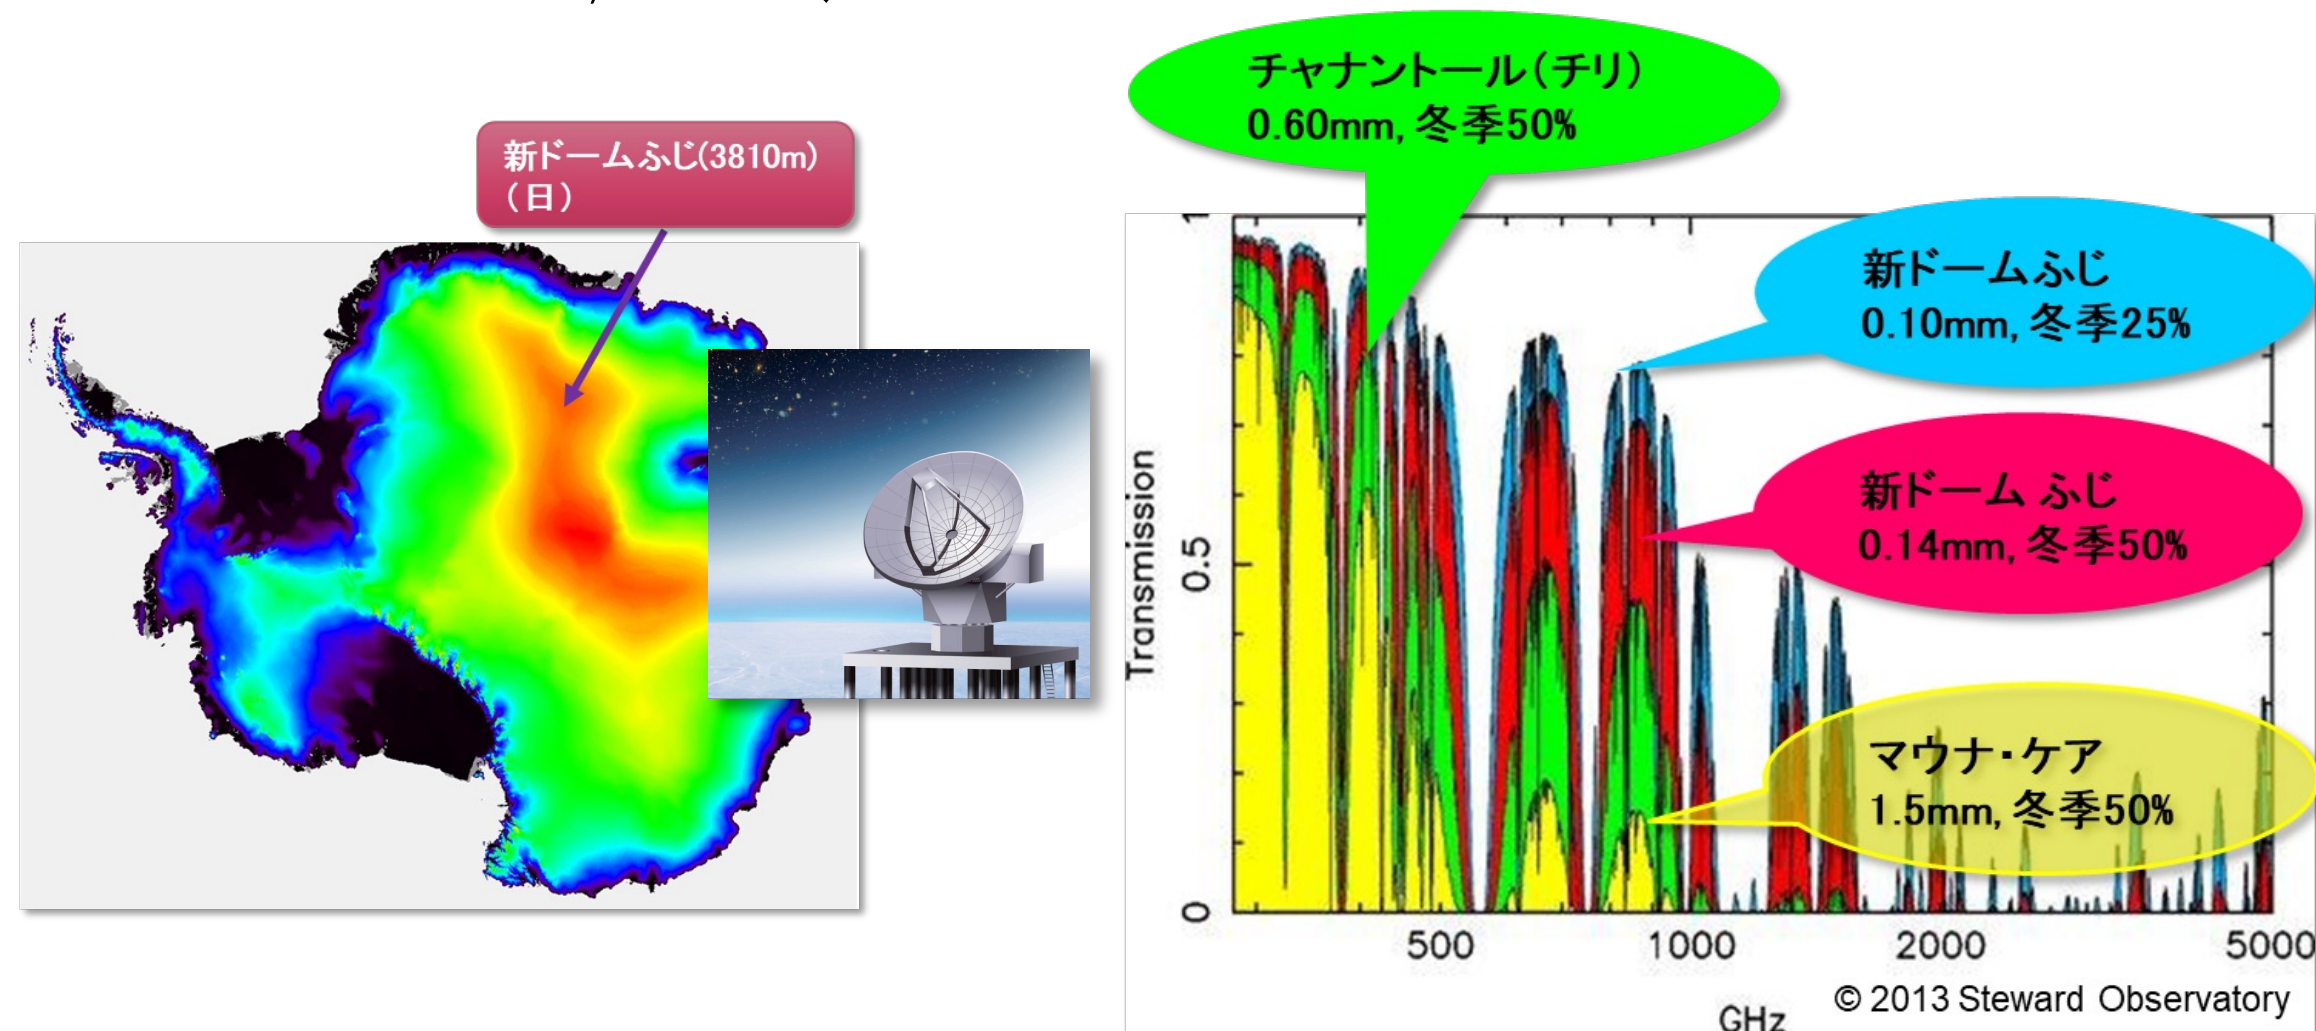 新ドームふじ(3810m)
（日）
チャナントール（チリ）
0.60mm, 冬季50%
新ドームふじ
0.10mm, 冬季25%
新ドーム ふじ
0.14mm, 冬季50%
マウナ・ケア
1.5mm, 冬季50%
Transmission
1
0.5
0
500
1000
2000
5000
GHz
© 2013 Steward Observatory